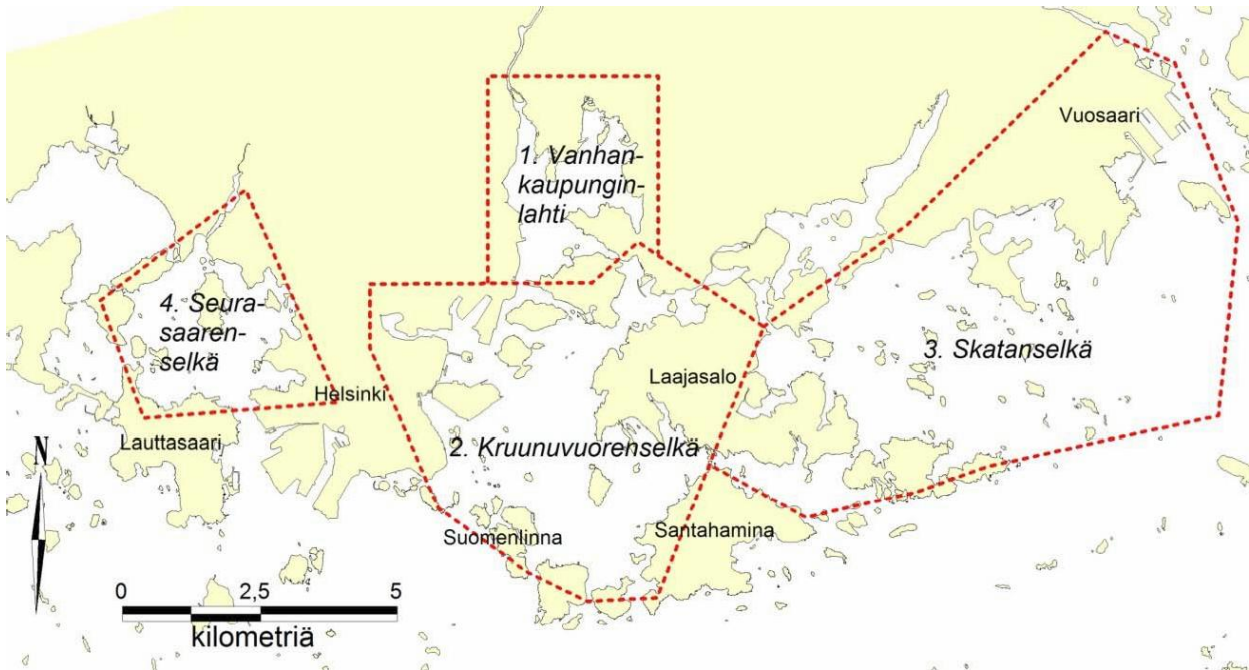 Vuosaari
1. Vanhan-
kaupungin-
lahti
4. Seura-
saaren-
selkä
3. Skatanselkä
Helsinki
Laajasalo
Lauttasaari
2. Kruunuvuorenselkä
N
Suomenlinna
Santahamina
0 2,5 5
kilometriä